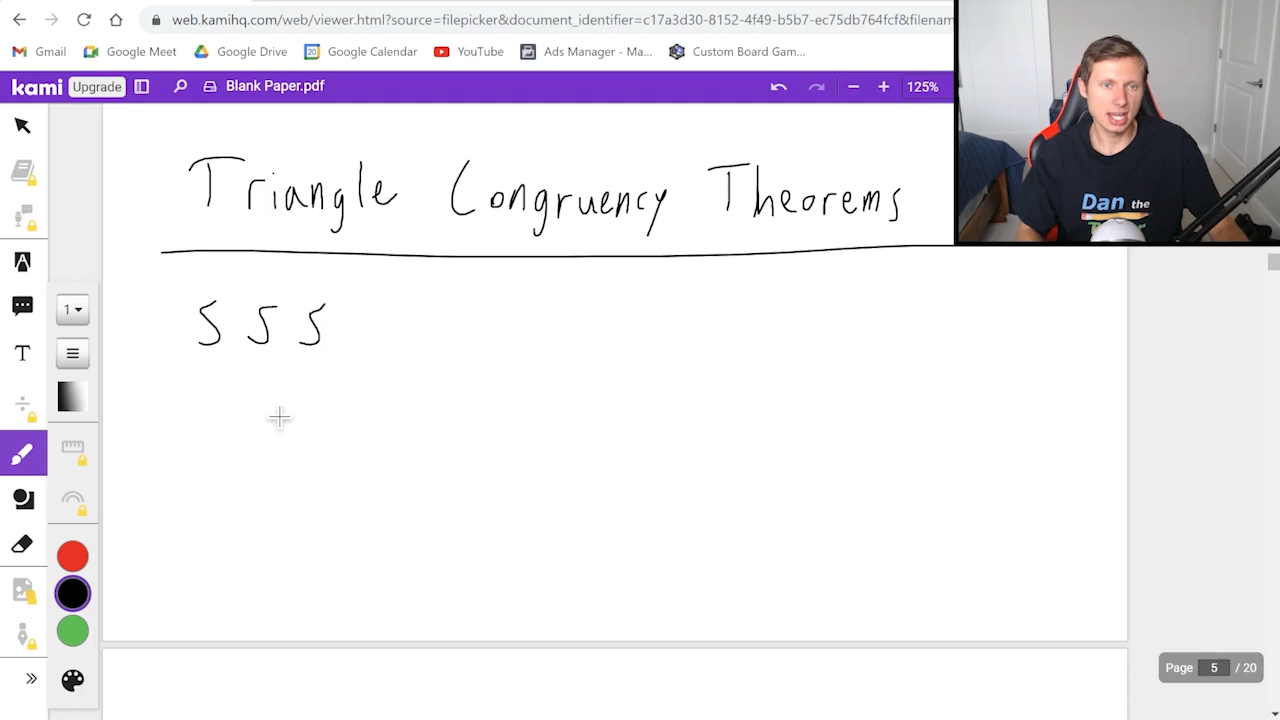 web.kamihq.com/web/viewer.html?source=filepicker&document_identifier=c17a3d30-8152-4f49-b5b7-ec75db764fcf&filenam
Gmail Google Meet Google Drive 20 Google Calendar YouTube Ads Manager - Ma... Custom Board Gam...
kami Upgrade Blank Paper.pdf 125%
Triangle Congruency Theorems
Dan the
S S S
1
A
T
Page 5 / 20